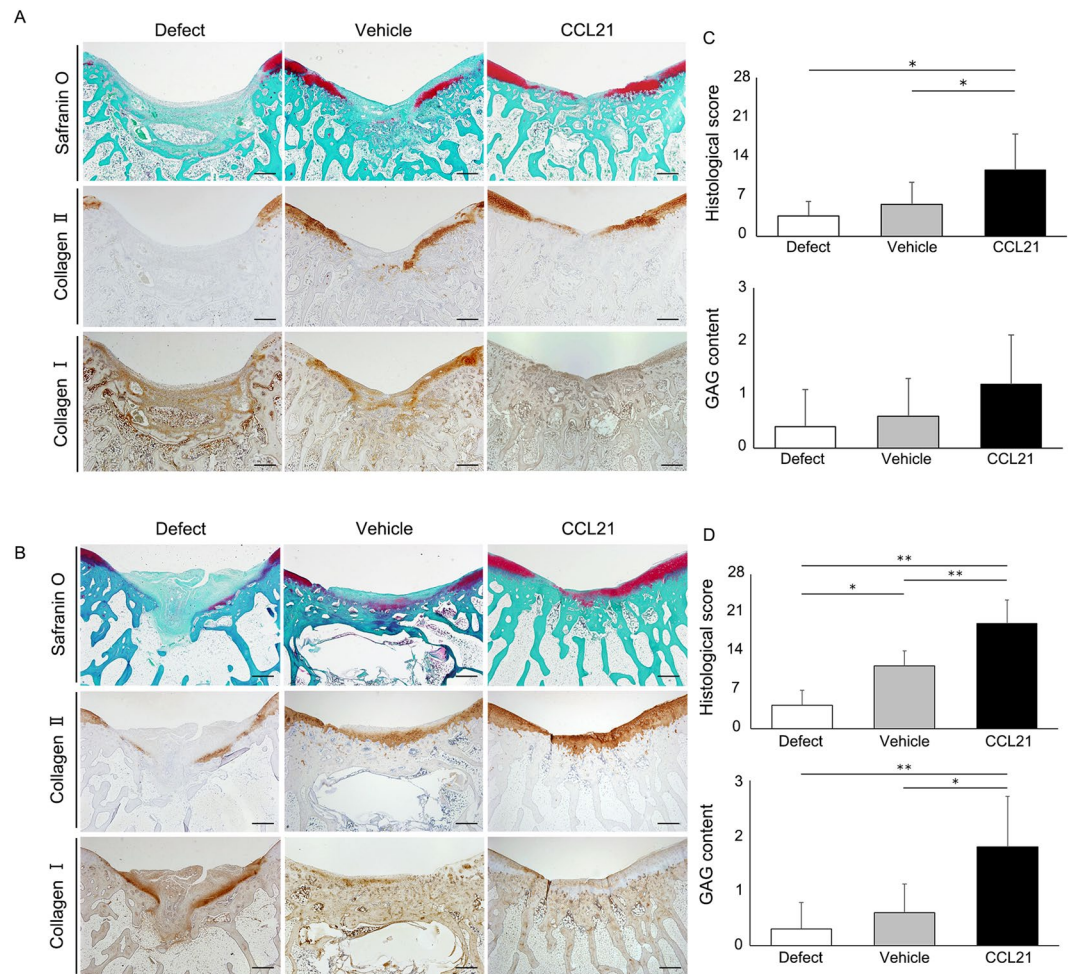 A
Defect
Vehicle
CCL21
Safranin O
Collagen II
Collagen I
C
Histological score
28
21
14
7
0
*
*
Defect
Vehicle
CCL21
GAG content
3
2
1
0
Defect
Vehicle
CCL21
B
Defect
Vehicle
CCL21
Safranin O
Collagen II
Collagen I
D
Histological score
28
21
14
7
0
**
*
**
Defect
Vehicle
CCL21
GAG content
3
2
1
0
**
*
Defect
Vehicle
CCL21